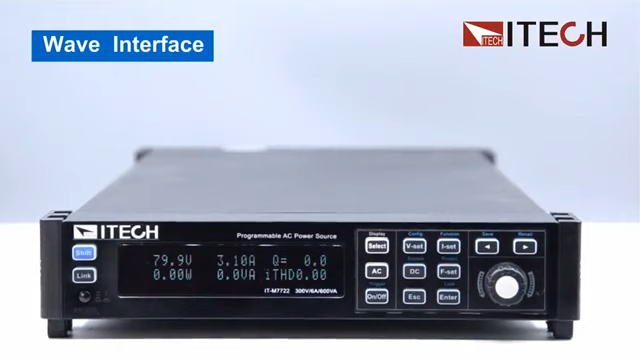 Wave Interface
ITECH ITECH
ITECH
Programmable AC Power Source
Shift
Link
79.9V 3.10A Q= 0.0
0.00W 0.0VA iTHD0.00
IT-M7722 300V/6A/600VA
Display Config Function Save Recall
Select V-set I-set
AC DC F-set
Trigger
On/Off Esc Enter